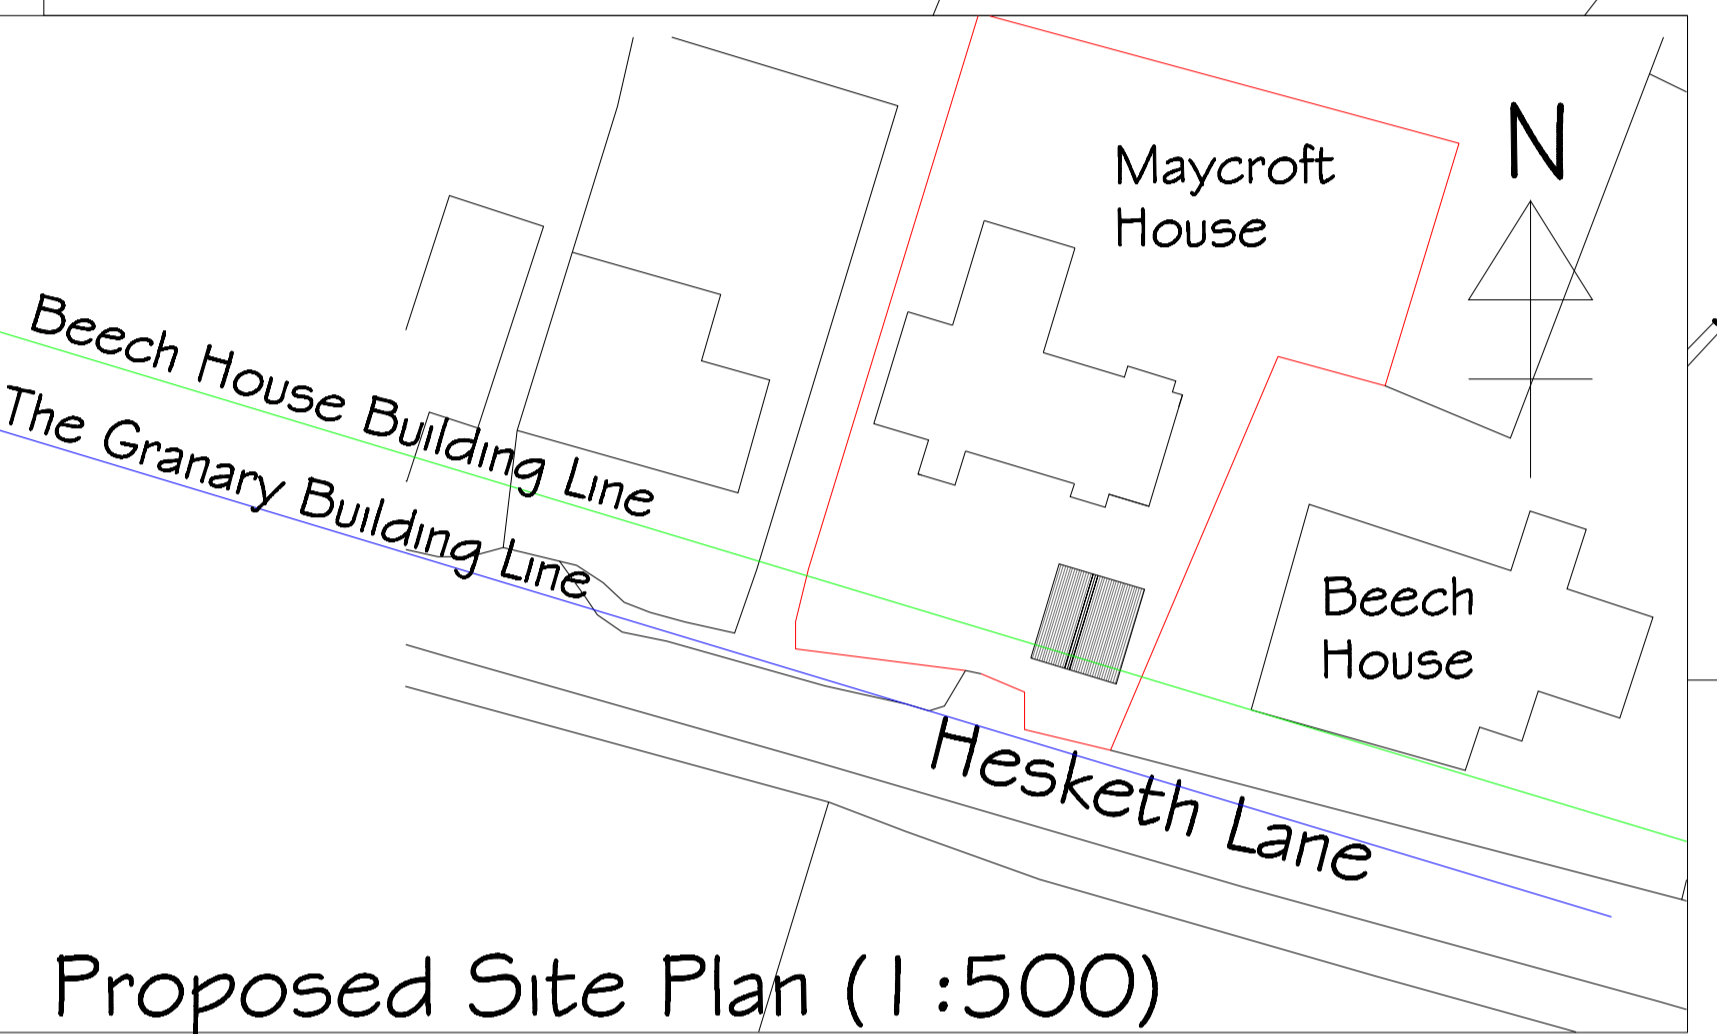 N
Maycroft
House
Beech House Building Line
The Granary Building Line
Beech
House
Hesketh Lane
Proposed Site Plan (1:500)